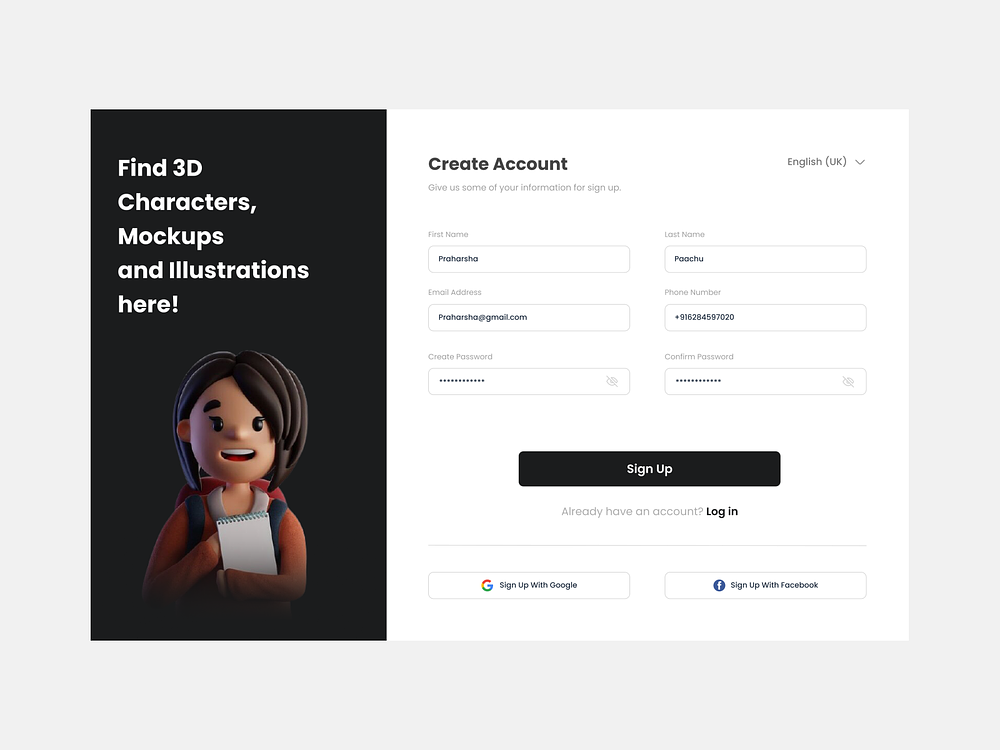 Find 3D
Characters,
Mockups
and Illustrations
here!
Create Account
English (UK)
Give us some of your information for sign up.
First Name
Last Name
Praharsha
Paachu
Email Address
Phone Number
Praharsha@gmail.com
+916284597020
Create Password
Confirm Password
••••••••••••
••••••••••••
Sign Up
Already have an account? Log in
Sign Up With Google
Sign Up With Facebook